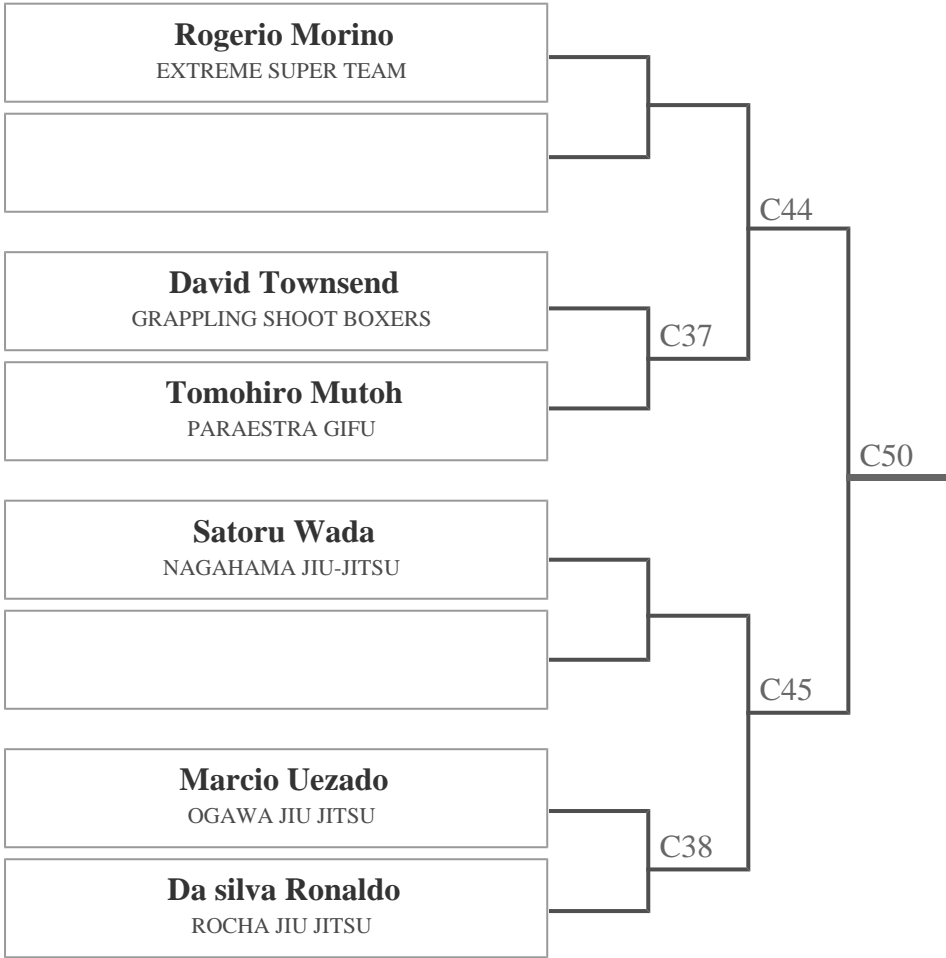 Rogerio Morino
EXTREME SUPER TEAM
C44
David Townsend
GRAPPLING SHOOT BOXERS
C37
Tomohiro Mutoh
PARAESTRA GIFU
C50
Satoru Wada
NAGAHAMA JIU-JITSU
C45
Marcio Uezado
OGAWA JIU JITSU
C38
Da silva Ronaldo
ROCHA JIU JITSU